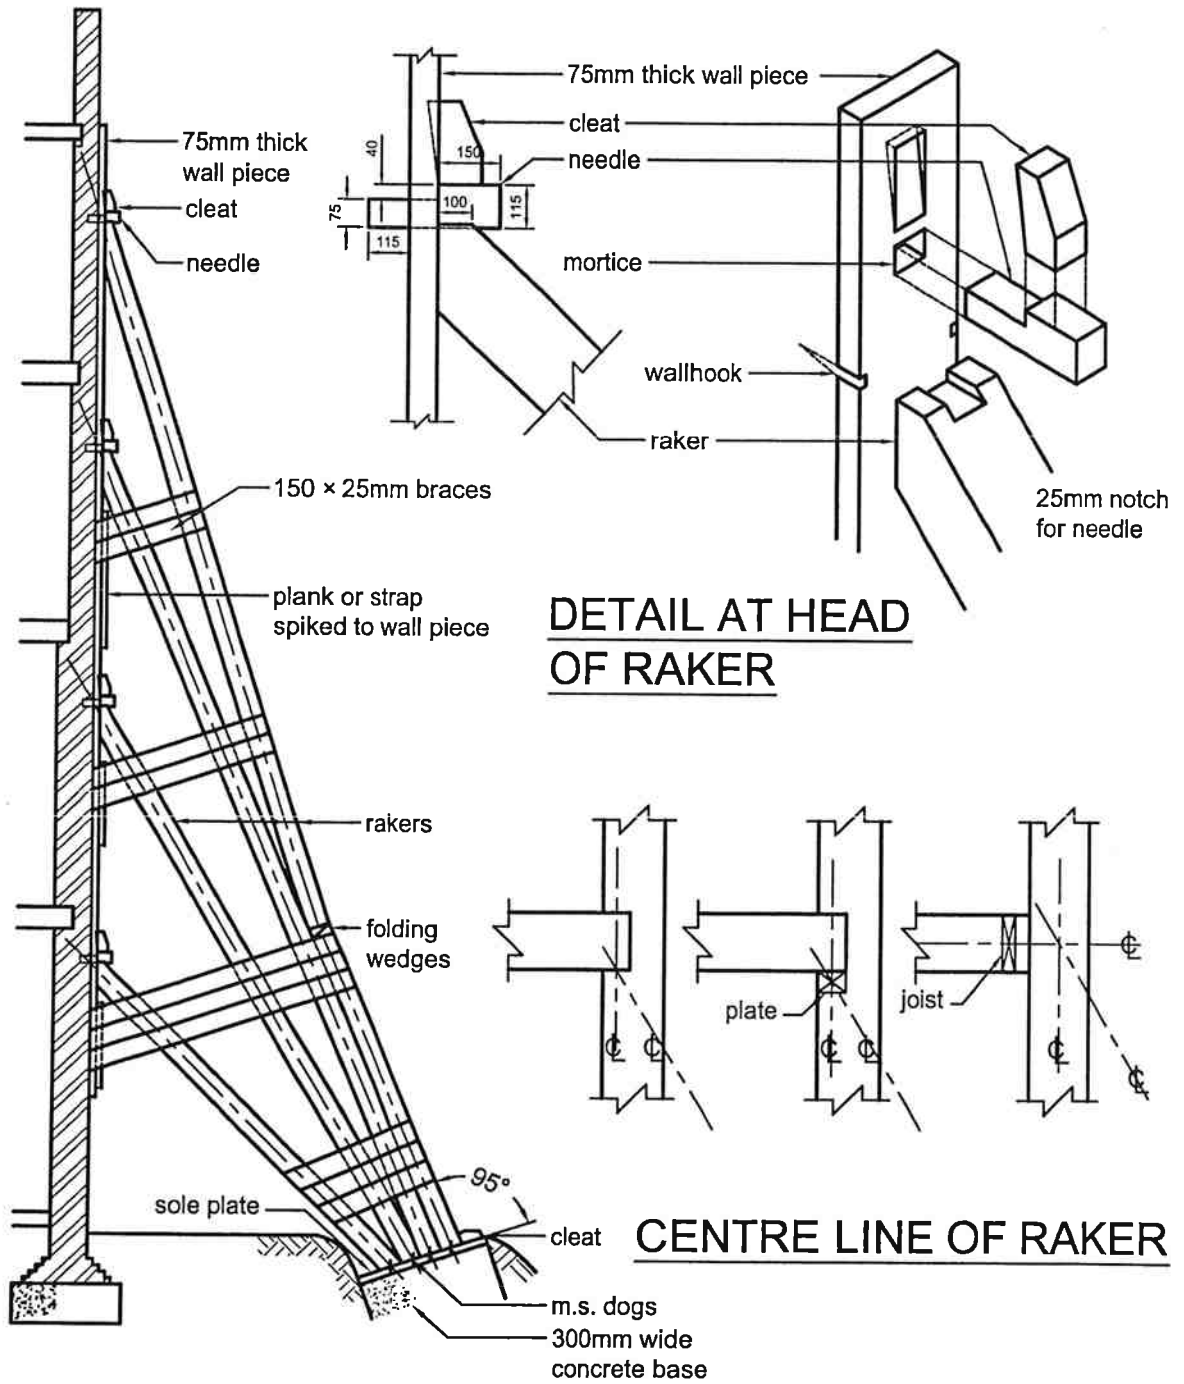 75mm thick
wall piece
cleat
needle
150 × 25mm braces
plank or strap
spiked to wall piece
rakers
folding
wedges
sole plate
95°
cleat
m.s. dogs
300mm wide
concrete base
75mm thick wall piece
cleat
needle
mortice
wallhook
raker
40
150
75
100
115
115
25mm notch
for needle
DETAIL AT HEAD
OF RAKER
plate
joist
℄
℄
℄
℄
℄
℄
℄
CENTRE LINE OF RAKER